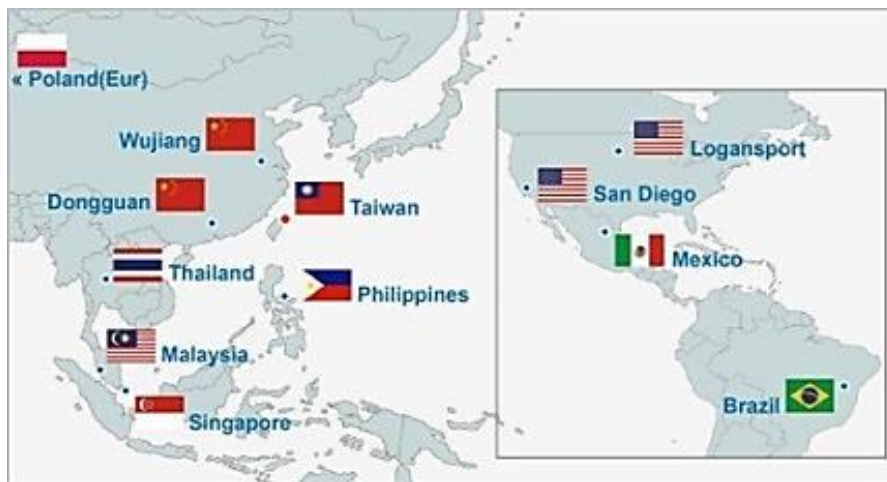 « Poland(Eur)
Wujiang
Dongguan
Taiwan
Thailand
Philippines
Malaysia
Singapore
Logansport
San Diego
Mexico
Brazil